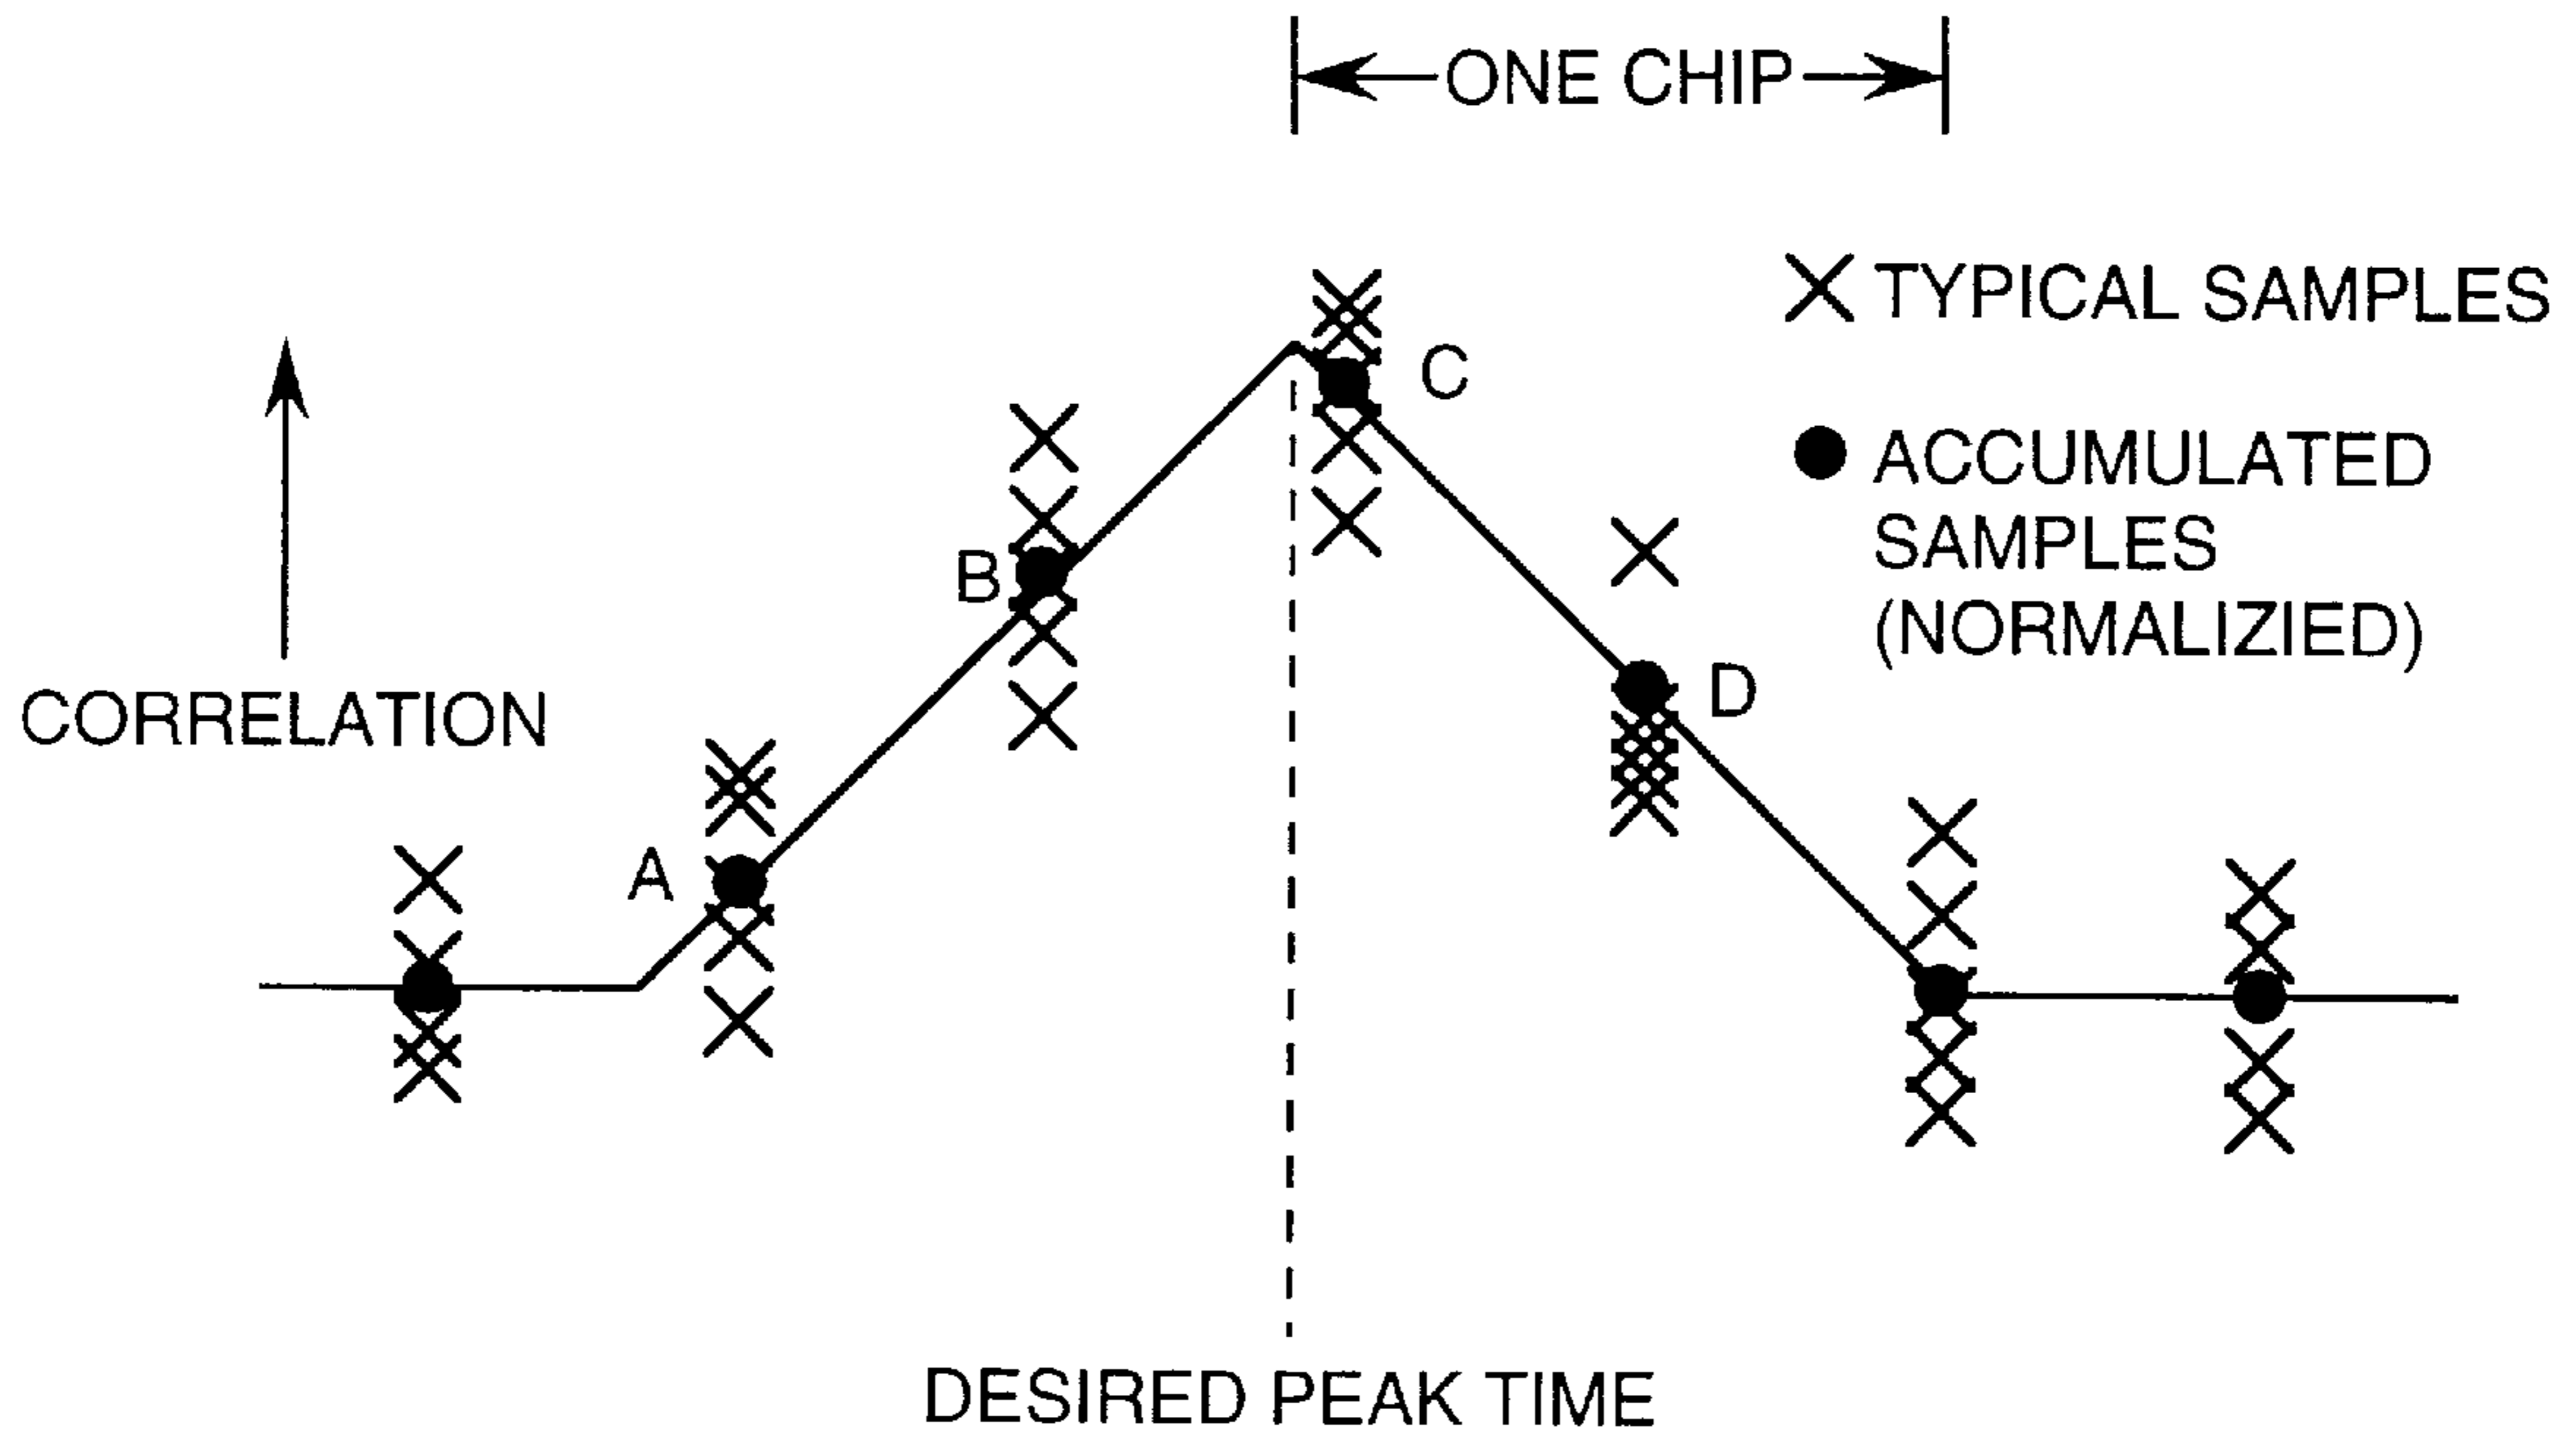 ONE CHIP
TYPICAL SAMPLES
C
ACCUMULATED
SAMPLES
(NORMALIZIED)
B
D
CORRELATION
A
DESIRED PEAK TIME